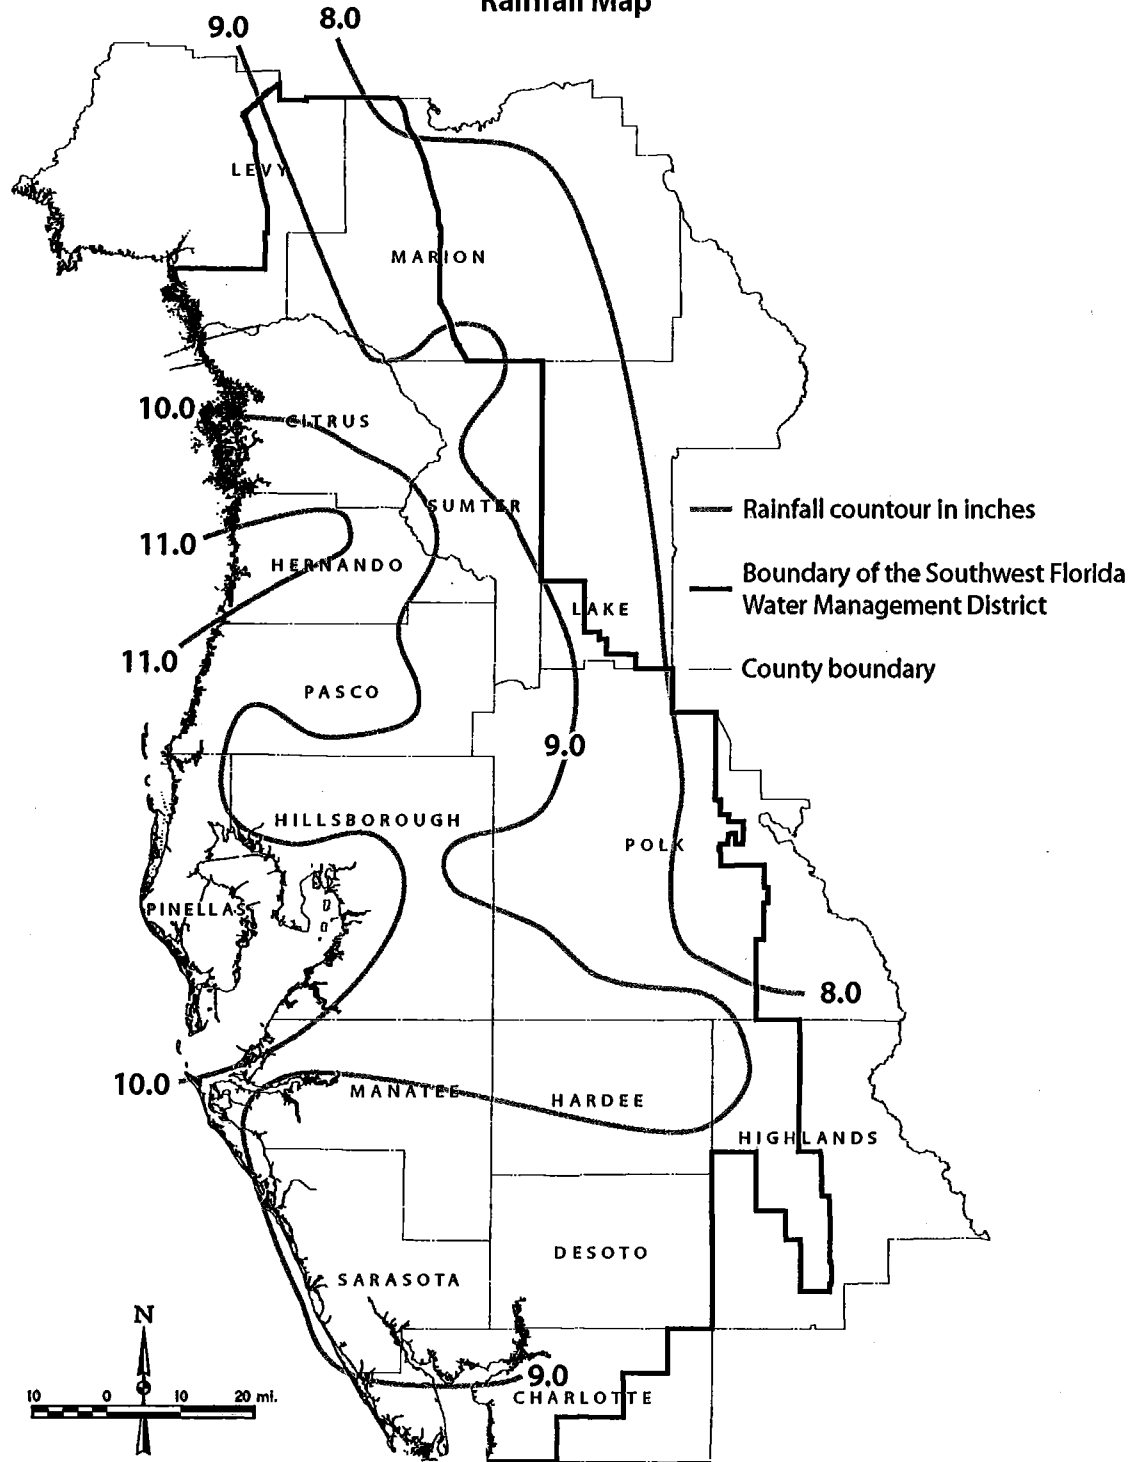 Rainfall Map
9.0
8.0
LEVY
MARION
10.0
CITRUS
SUMTER
11.0
HERNANDO
11.0
Rainfall countour in inches
Boundary of the Southwest Florida
Water Management District
County boundary
LAKE
PASCO
9.0
HILLSBOROUGH
POLK
PINELLAS
8.0
10.0
MANATEE
HARDEE
HIGHLANDS
DESOTO
SARASOTA
N
9.0
CHARLOTTE
10 0 10 20 mi.